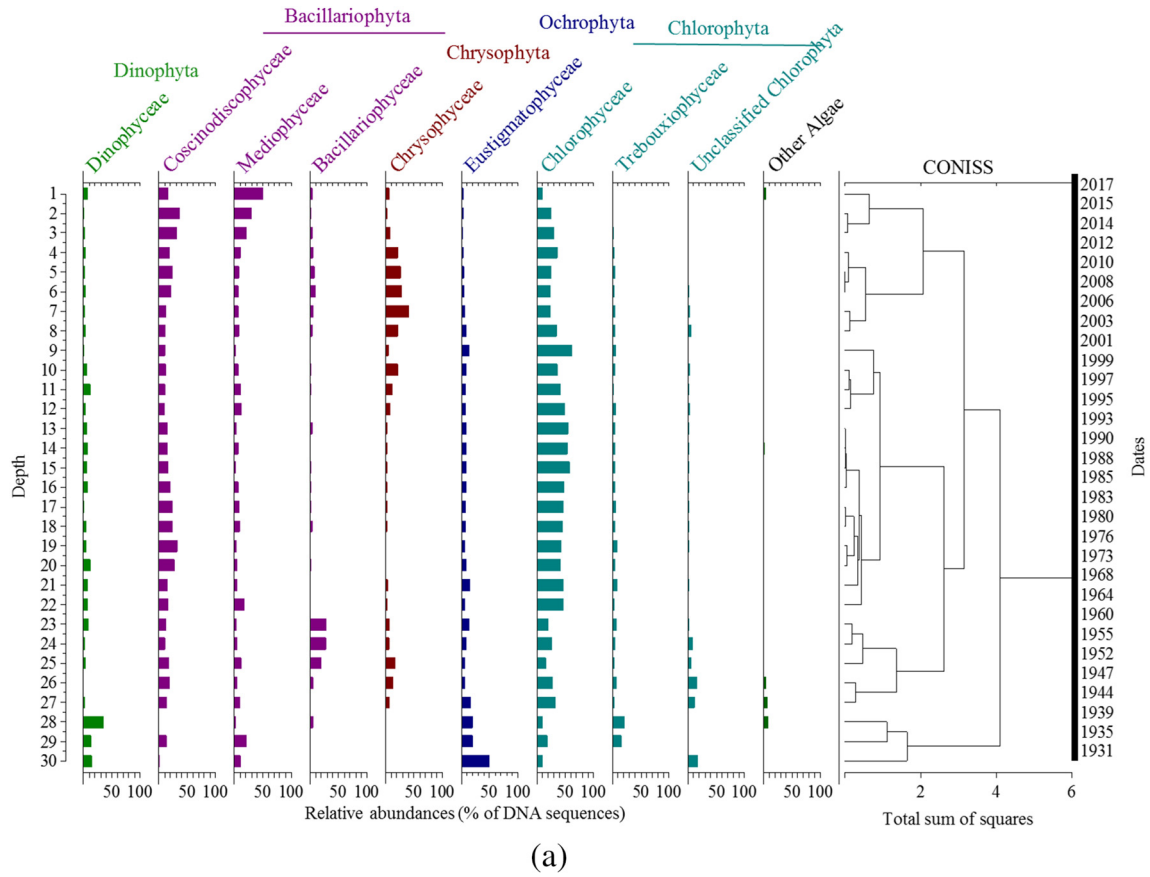 Bacillariophyta
Ochrophyta
Chlorophyta
Dinophyta
Chrysophyta
Dinophyceae
Coscinodiscophyceae
Mediophyceae
Bacillariophyceae
Chrysophyceae
Eustigmatophyceae
Chlorophyceae
Trebouxiophyceae
Unclassified Chlorophyta
Other Algae
CONISS
Depth
1
2
3
4
5
6
7
8
9
10
11
12
13
14
15
16
17
18
19
20
21
22
23
24
25
26
27
28
29
30
2017
2015
2014
2012
2010
2008
2006
2003
2001
1999
1997
1995
1993
1990
1988
1985
1983
1980
1976
1973
1968
1964
1960
1955
1952
1947
1944
1939
1935
1931
Dates
50 100 50 100 50 100 50 100 50 100 50 100 50 100 50 100 50 100 50 100
2 4 6
Relative abundances (% of DNA sequences)
Total sum of squares
(a)